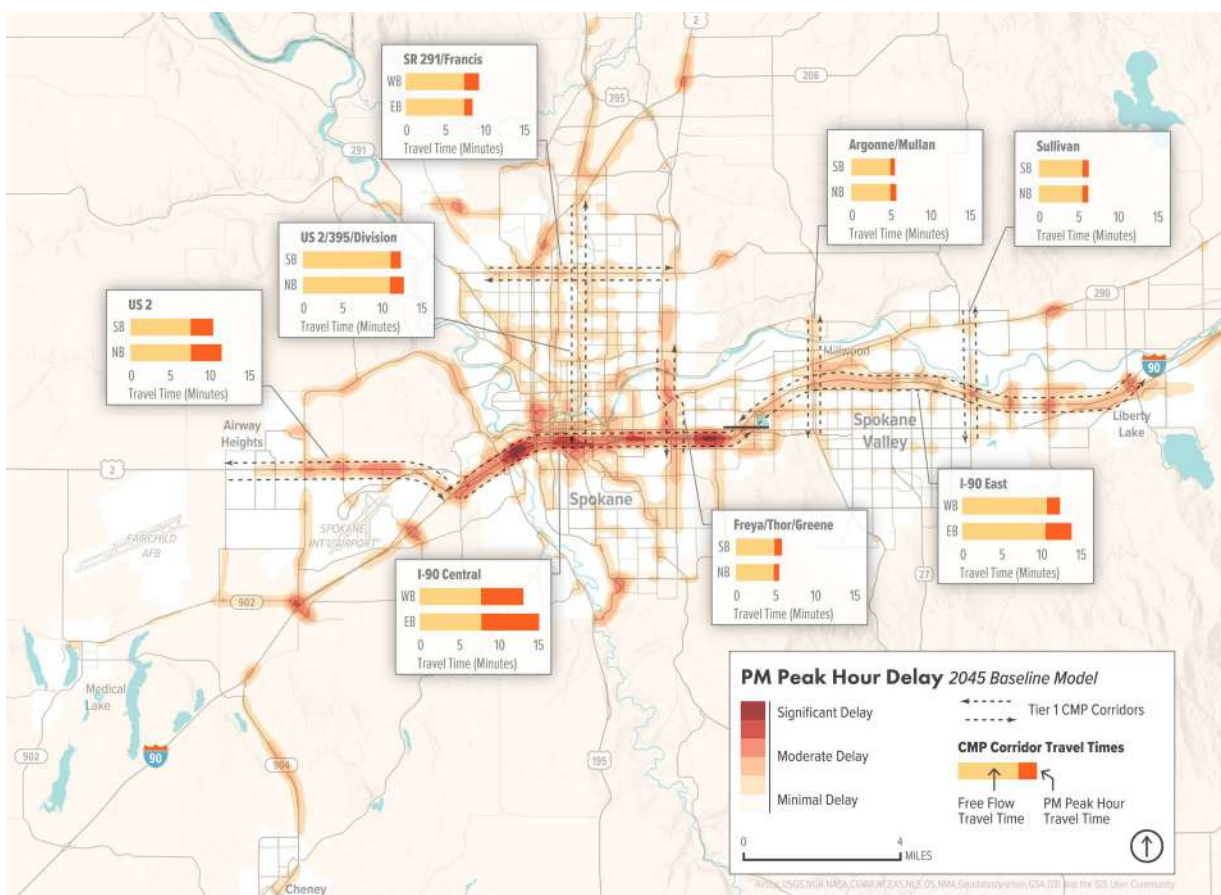 2
206
395
291
SR 291/Francis
WB
EB
0 5 10 15
Travel Time (Minutes)
Argonne/Mullan
SB
NB
0 5 10 15
Travel Time (Minutes)
Sullivan
SB
NB
0 5 10 15
Travel Time (Minutes)
US 2/395/Division
SB
NB
0 5 10 15
Travel Time (Minutes)
US 2
SB
NB
0 5 10 15
Travel Time (Minutes)
290
Millwood
90
Liberty
Lake
Spokane
Valley
Airway
Heights
2
Spokane
SPOKANE
INT'L AIRPORT
FAIRCHILD
AFB
I-90 East
WB
EB
0 5 10 15
Travel Time (Minutes)
Freya/Thor/Greene
SB
NB
0 5 10 15
Travel Time (Minutes)
I-90 Central
WB
EB
0 5 10 15
Travel Time (Minutes)
27
902
Medical
Lake
902
90
904
195
Cheney
PM Peak Hour Delay 2045 Baseline Model
Significant Delay
Moderate Delay
Minimal Delay
Tier 1 CMP Corridors
CMP Corridor Travel Times
Free Flow
Travel Time
PM Peak Hour
Travel Time
0 4
MILES
and the GIS User Community